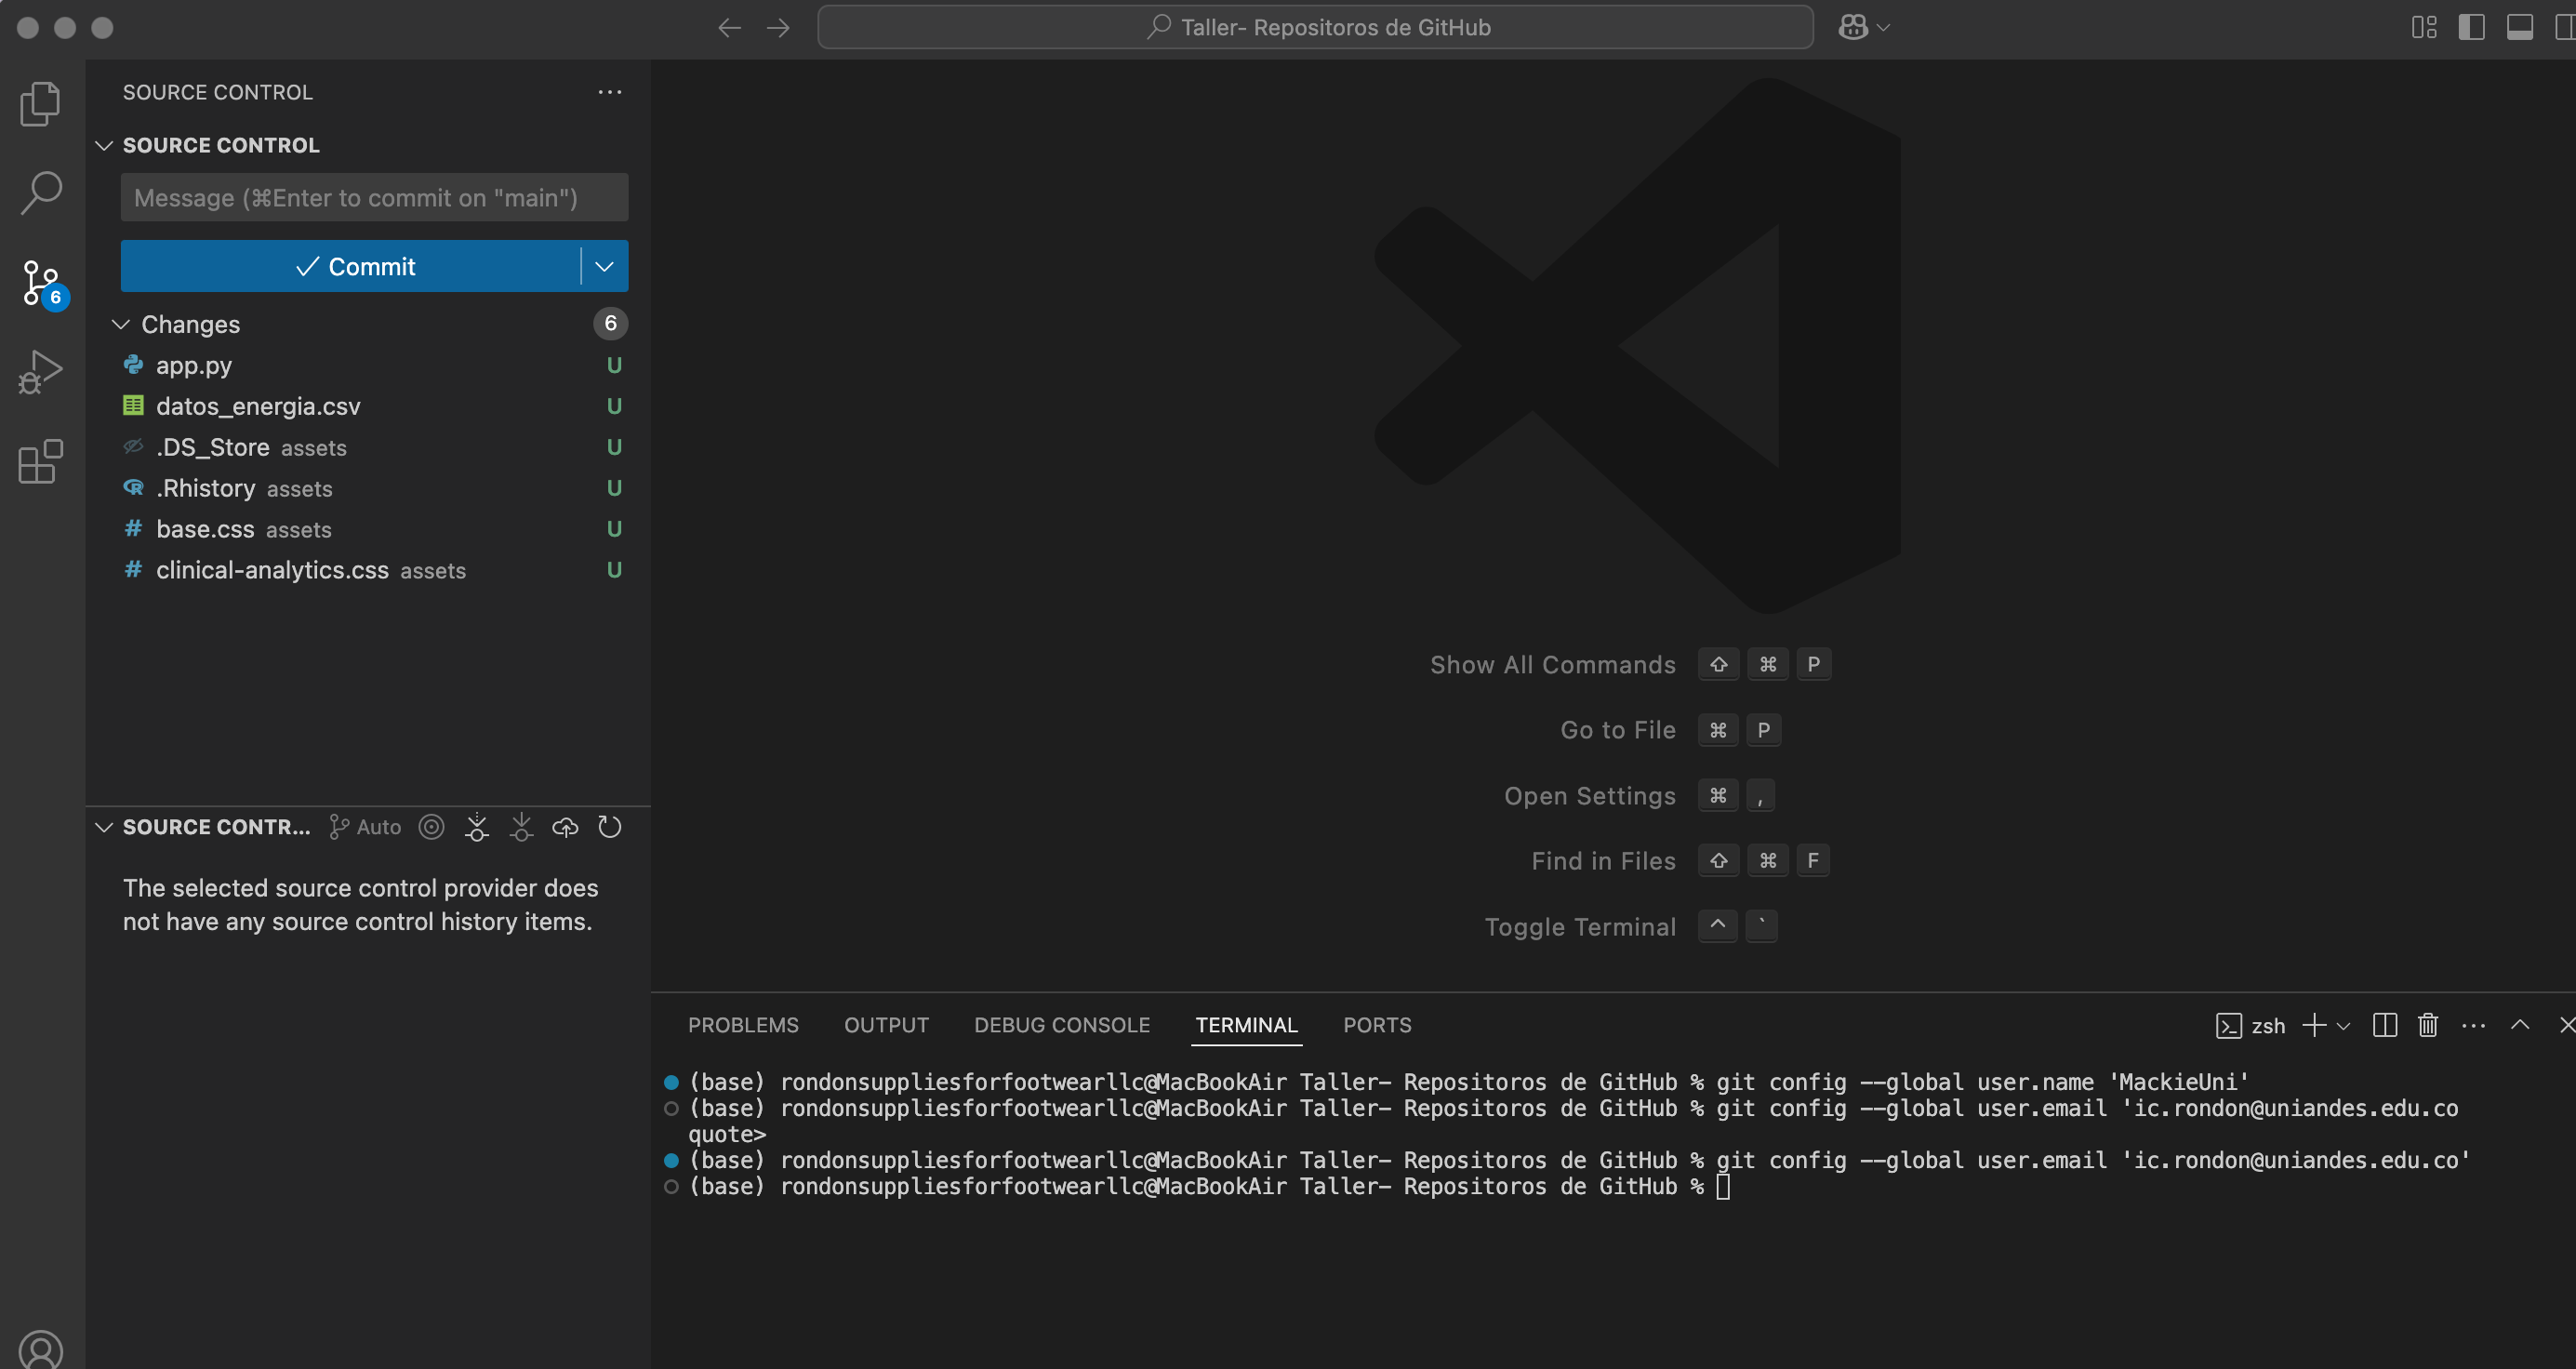 Taller- Repositoros de GitHub
SOURCE CONTROL
SOURCE CONTROL
Message (⌘Enter to commit on "main")
Commit
6
Changes 6
app.py U
datos_energia.csv U
.DS_Store assets U
.Rhistory assets U
base.css assets U
clinical-analytics.css assets U
SOURCE CONTR... Auto
The selected source control provider does
not have any source control history items.
Show All Commands ⇧ ⌘ P
Go to File ⌘ P
Open Settings ⌘ ,
Find in Files ⇧ ⌘ F
Toggle Terminal ^ `
PROBLEMS OUTPUT DEBUG CONSOLE TERMINAL PORTS zsh
(base) rondonsuppliesforfootwearllc@MacBookAir Taller- Repositoros de GitHub % git config --global user.name 'MackieUni'
(base) rondonsuppliesforfootwearllc@MacBookAir Taller- Repositoros de GitHub % git config --global user.email 'ic.rondon@uniandes.edu.co
quote>
(base) rondonsuppliesforfootwearllc@MacBookAir Taller- Repositoros de GitHub % git config --global user.email 'ic.rondon@uniandes.edu.co'
(base) rondonsuppliesforfootwearllc@MacBookAir Taller- Repositoros de GitHub %